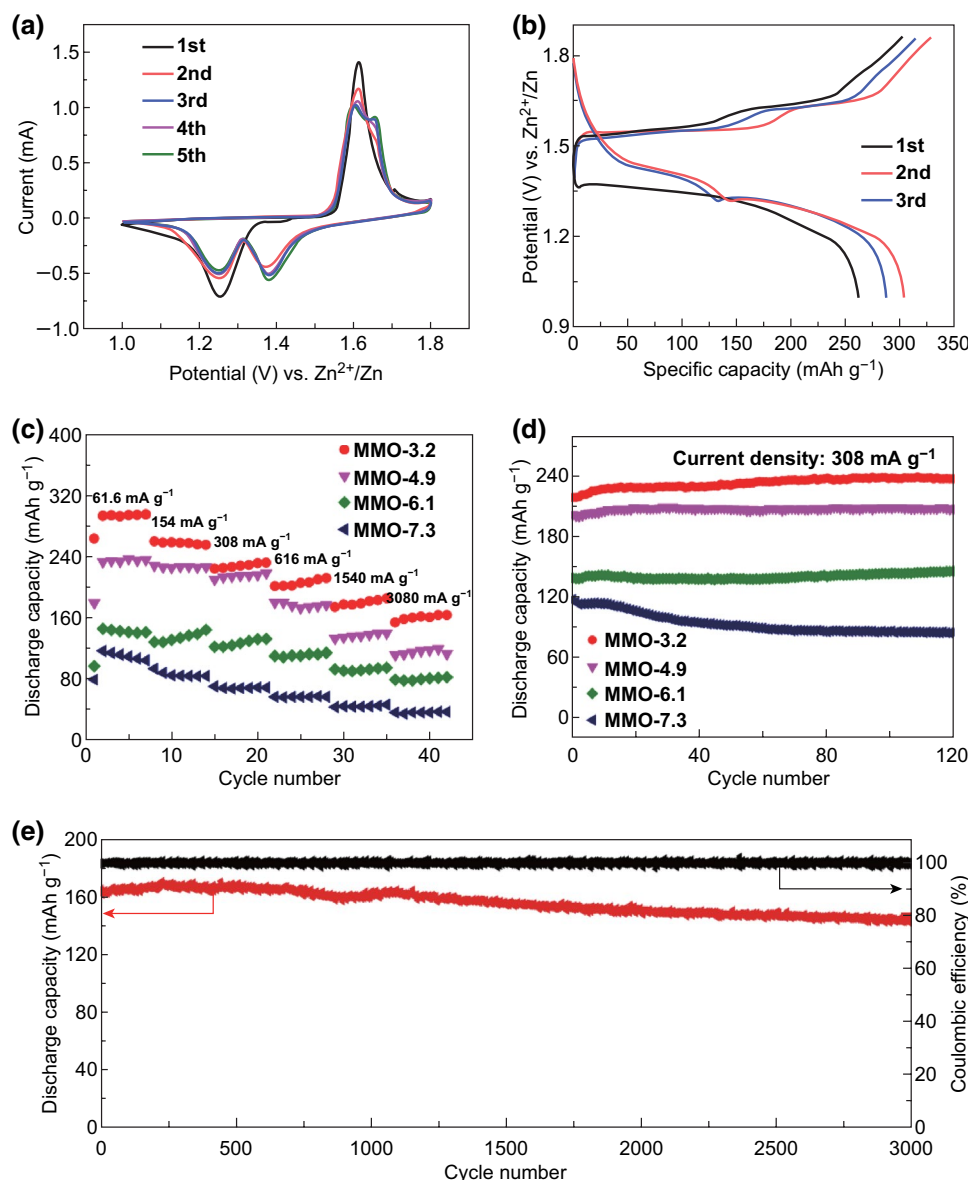 (a)
1st
2nd
3rd
4th
5th
1.5
1.0
0.5
0.0
−0.5
−1.0
Current (mA)
1.0 1.2 1.4 1.6 1.8
Potential (V) vs. Zn²⁺/Zn
(b)
1st
2nd
3rd
1.8
1.5
1.2
0.9
Potential (V) vs. Zn²⁺/Zn
0 50 100 150 200 250 300 350
Specific capacity (mAh g⁻¹)
(c)
MMO-3.2
MMO-4.9
MMO-6.1
MMO-7.3
61.6 mA g⁻¹
154 mA g⁻¹
308 mA g⁻¹
616 mA g⁻¹
1540 mA g⁻¹
3080 mA g⁻¹
400
320
240
160
80
0
Discharge capacity (mAh g⁻¹)
0 10 20 30 40
Cycle number
(d)
Current density: 308 mA g⁻¹
MMO-3.2
MMO-4.9
MMO-6.1
MMO-7.3
240
180
120
60
0
Discharge capacity (mAh g⁻¹)
0 40 80 120
Cycle number
(e)
200
160
180
80
60
40
0
Discharge capacity (mAh g⁻¹)
100
80
60
40
20
0
Coulombic efficiency (%)
0 500 1000 1500 2000 2500 3000
Cycle number